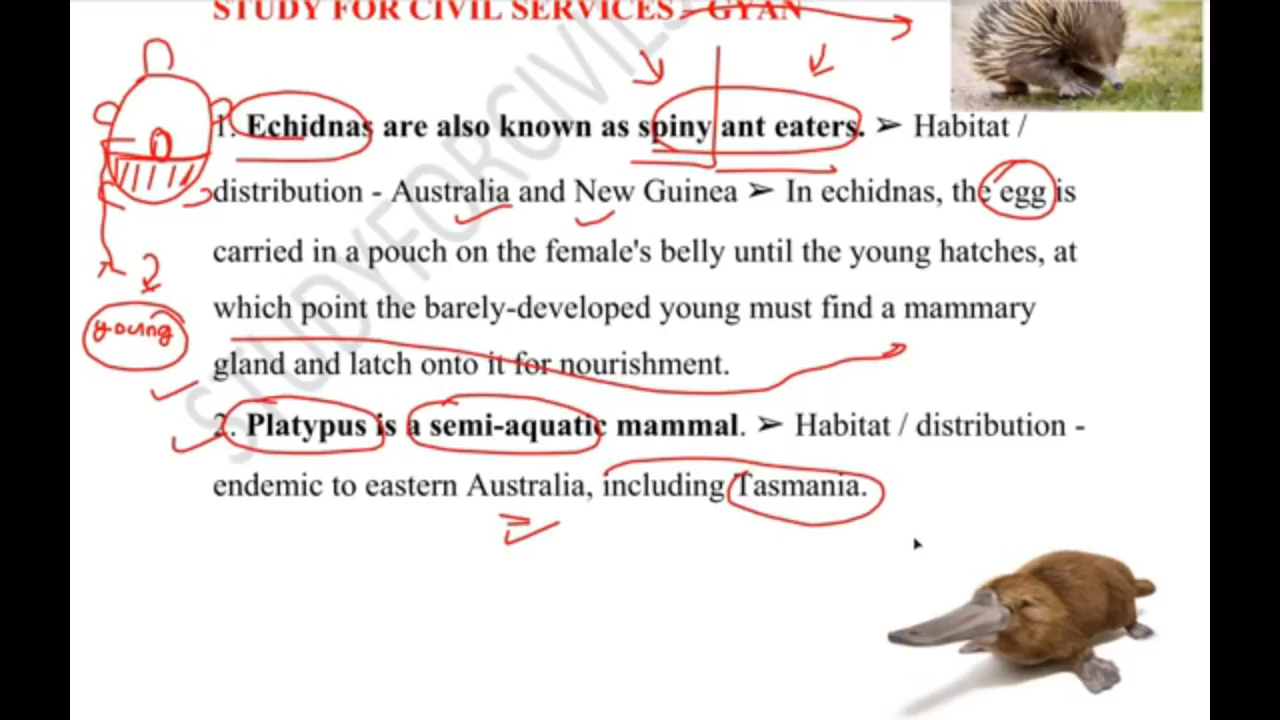 STUDY FOR CIVIL SERVICES - GYAN
1. Echidnas are also known as spiny ant eaters. ➢ Habitat /
distribution - Australia and New Guinea ➢ In echidnas, the egg is
carried in a pouch on the female's belly until the young hatches, at
which point the barely-developed young must find a mammary
young
gland and latch onto it for nourishment.
2. Platypus is a semi-aquatic mammal. ➢ Habitat / distribution -
endemic to eastern Australia, including Tasmania.
STUDYFORCIVILSERVICES